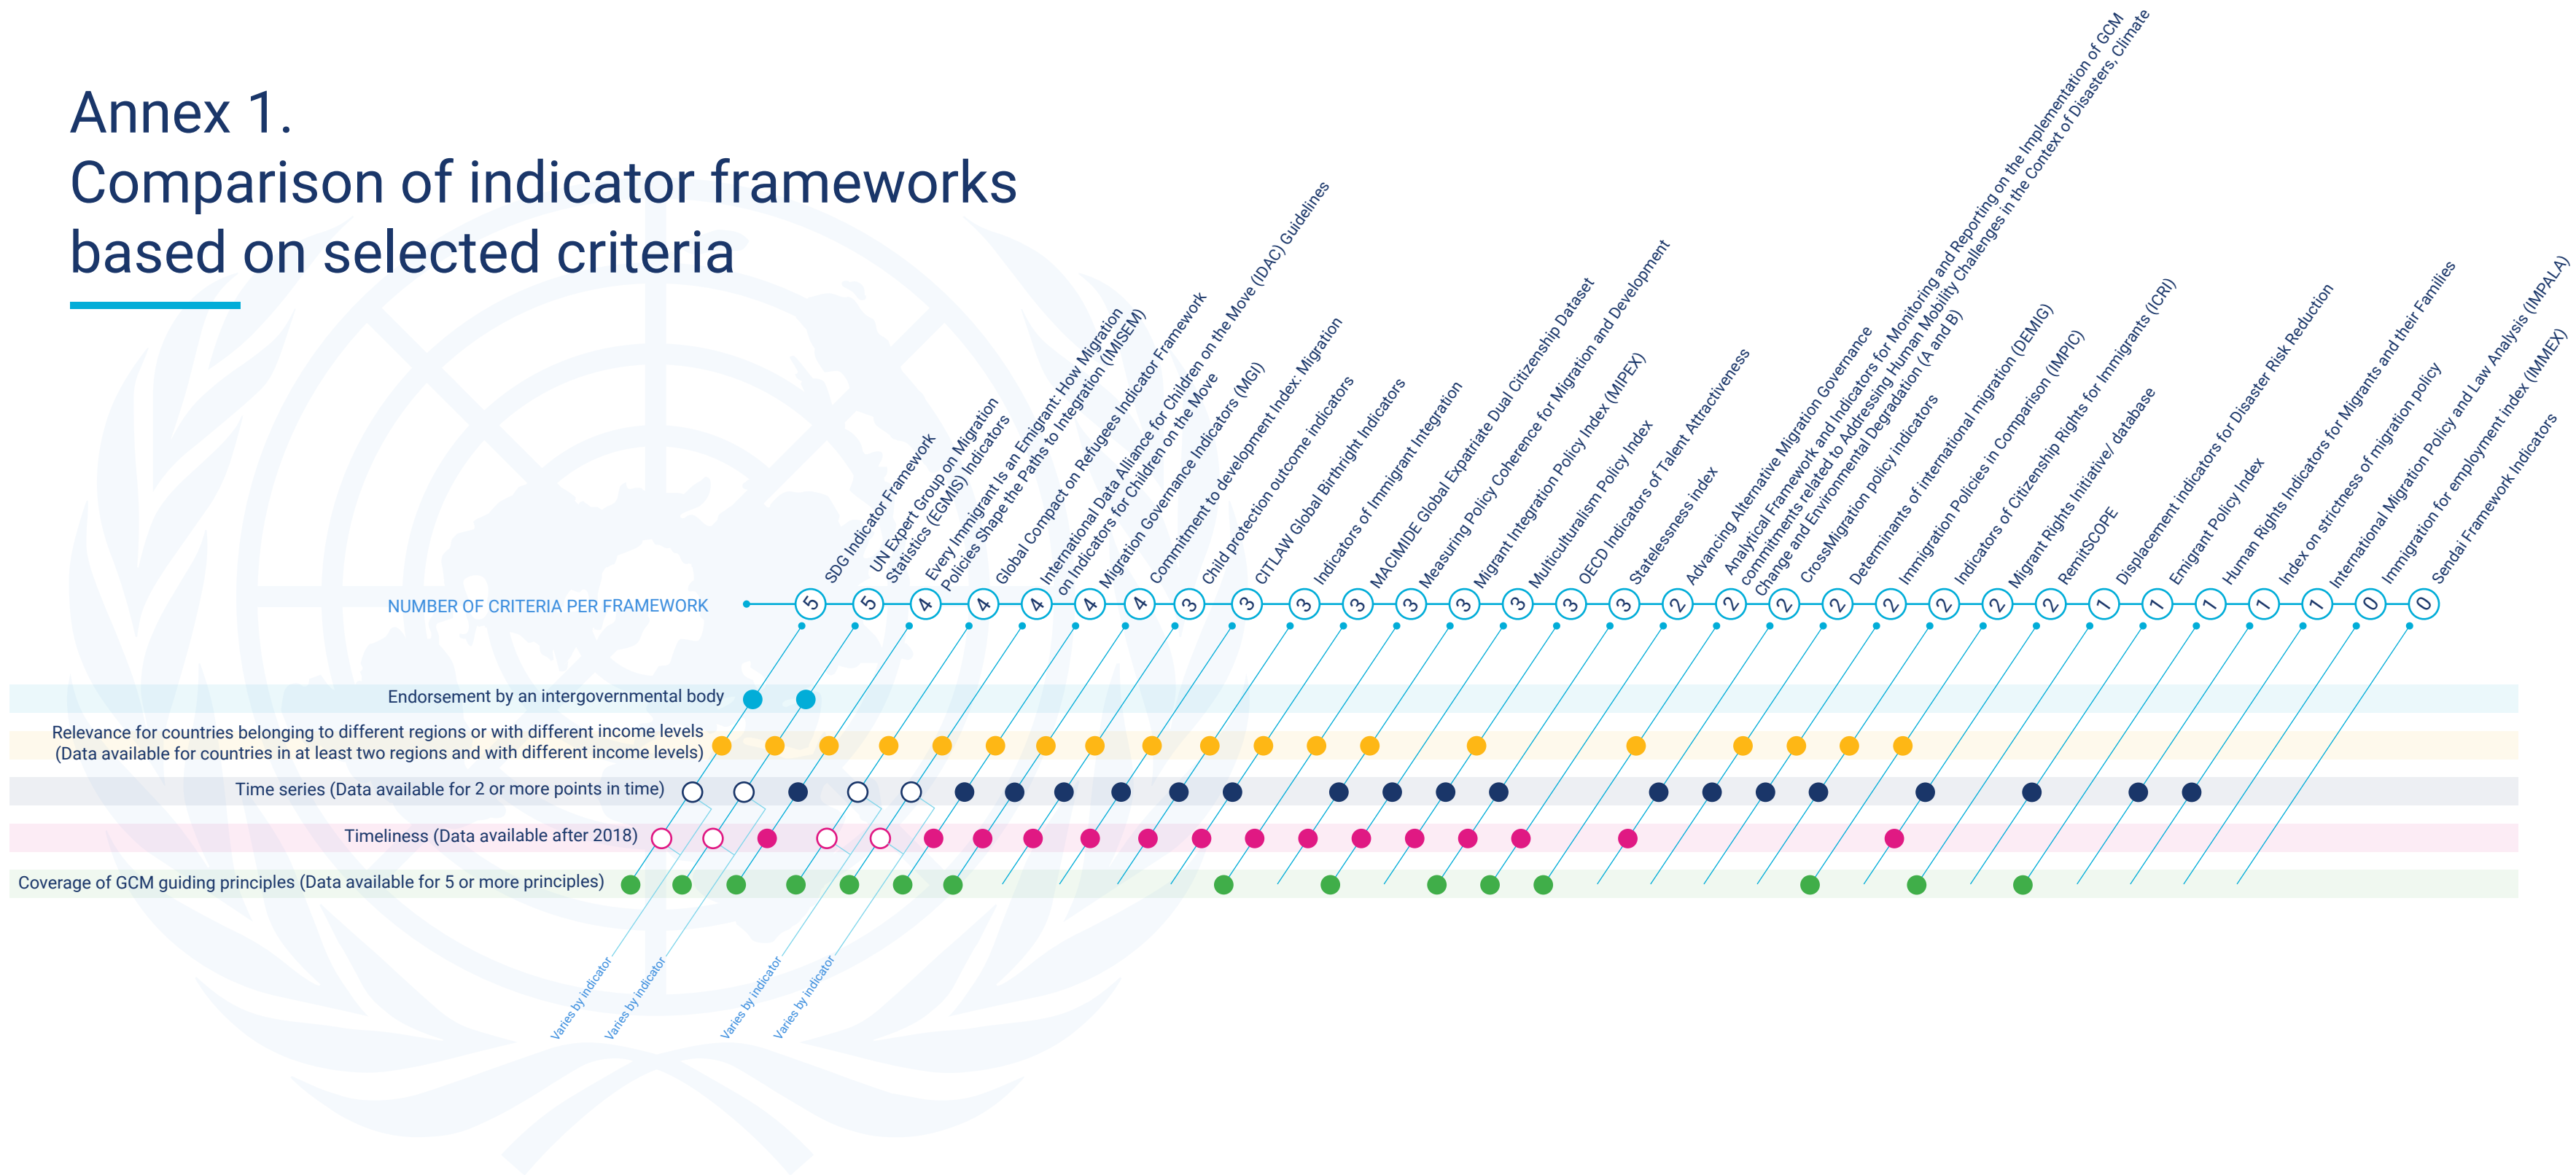 Annex 1.
Comparison of indicator frameworks
based on selected criteria
SDG Indicator Framework
UN Expert Group on Migration
Statistics (EGMIS) Indicators
Every Immigrant Is an Emigrant: How Migration
Policies Shape the Paths to Integration (IMISEM)
Global Compact on Refugees Indicator Framework
International Data Alliance for Children on the Move (IDAC) Guidelines
on Indicators for Children on the Move
Migration Governance Indicators (MGI)
Commitment to development Index: Migration
Child protection outcome indicators
CITLAW Global Birthright Indicators
Indicators of Immigrant Integration
MACIMIDE Global Expatriate Dual Citizenship Dataset
Measuring Policy Coherence for Migration and Development
Migrant Integration Policy Index (MIPEX)
Multiculturalism Policy Index
OECD Indicators of Talent Attractiveness
Statelessness index
Advancing Alternative Migration Governance
Analytical Framework and Indicators for Monitoring and Reporting on the Implementation of GCM
commitments related to Addressing Human Mobility Challenges in the Context of Disasters, Climate
Change and Environmental Degradation (A and B)
CrossMigration policy indicators
Determinants of international migration (DEMIG)
Immigration Policies in Comparison (IMPIC)
Indicators of Citizenship Rights for Immigrants (ICRI)
Migrant Rights Initiative/ database
RemitSCOPE
Displacement indicators for Disaster Risk Reduction
Emigrant Policy Index
Human Rights Indicators for Migrants and their Families
Index on strictness of migration policy
International Migration Policy and Law Analysis (IMPALA)
Immigration for employment index (IMMEX)
Sendai Framework Indicators
NUMBER OF CRITERIA PER FRAMEWORK
5 5 4 4 4 4 4 3 3 3 3 3 3 3 3 3 2 2 2 2 2 2 2 2 1 1 1 1 1 0 0
Endorsement by an intergovernmental body
Relevance for countries belonging to different regions or with different income levels
(Data available for countries in at least two regions and with different income levels)
Time series (Data available for 2 or more points in time)
Timeliness (Data available after 2018)
Coverage of GCM guiding principles (Data available for 5 or more principles)
Varies by indicator
Varies by indicator
Varies by indicator
Varies by indicator